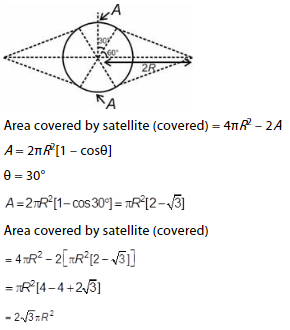 A
30°
60°
2R
A
Area covered by satellite (covered) = 4πR² – 2A
A = 2πR²[1 – cosθ]
θ = 30°
A = 2πR²[1–cos30°] = πR²[2–√3]
Area covered by satellite (covered)
= 4πR² – 2[πR²[2–√3]]
= πR²[4–4+2√3]
= 2√3πR²